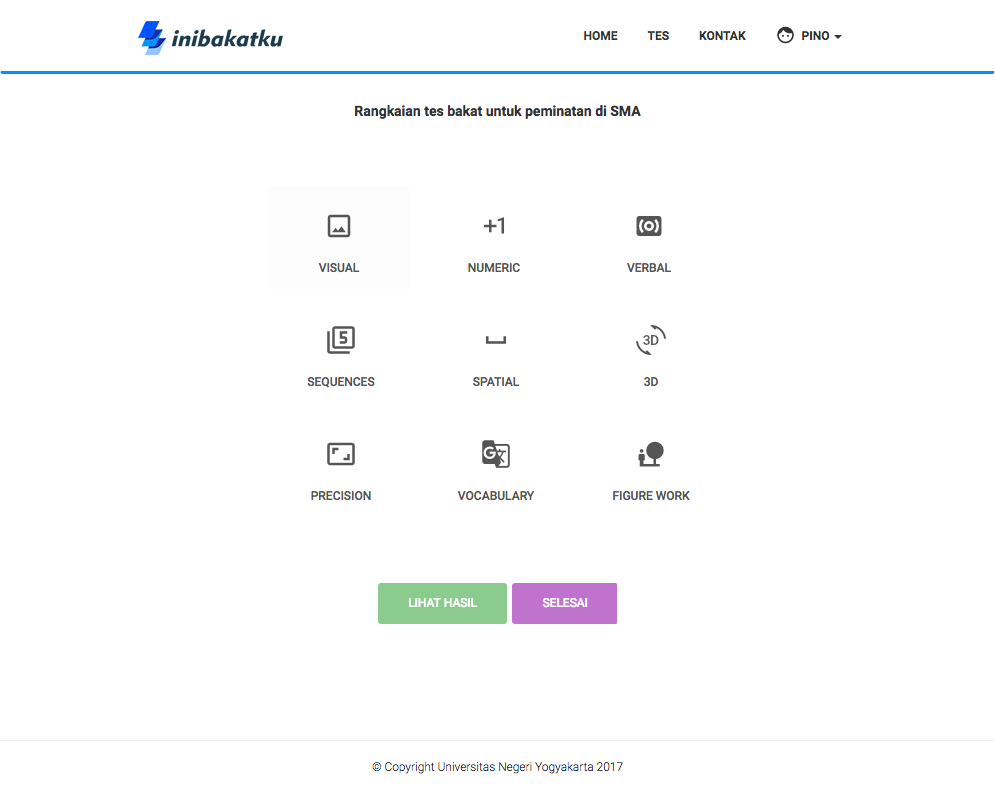 inibakatku
HOME TES KONTAK PINO
Rangkaian tes bakat untuk peminatan di SMA
+1
VISUAL NUMERIC VERBAL
5 3D
SEQUENCES SPATIAL 3D
G 文
PRECISION VOCABULARY FIGURE WORK
LIHAT HASIL SELESAI
© Copyright Universitas Negeri Yogyakarta 2017